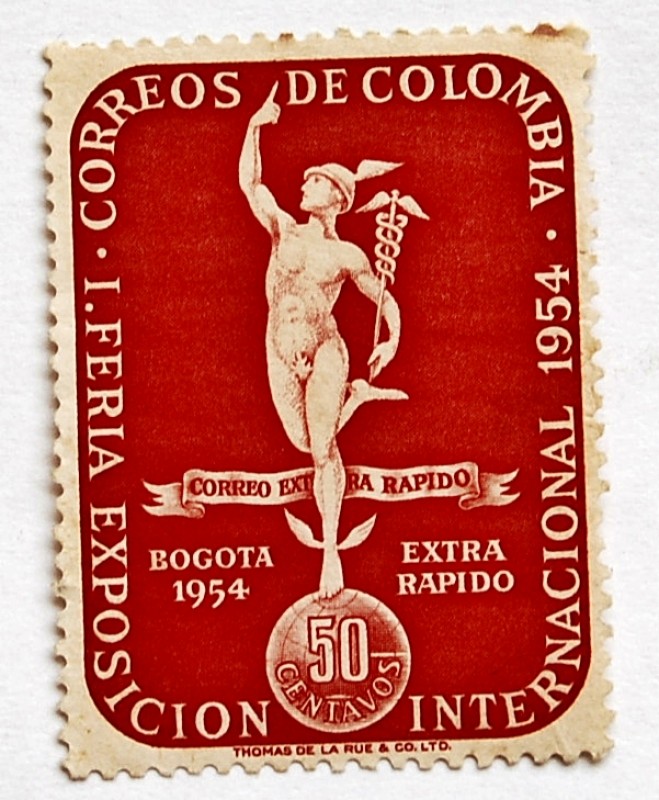 CORREOS DE COLOMBIA
· I. FERIA EXPOSICION INTERNACIONAL 1954 ·
CORREO EXTRA RAPIDO
BOGOTA
1954
EXTRA
RAPIDO
50
CENTAVOS
THOMAS DE LA RUE & CO. LTD.